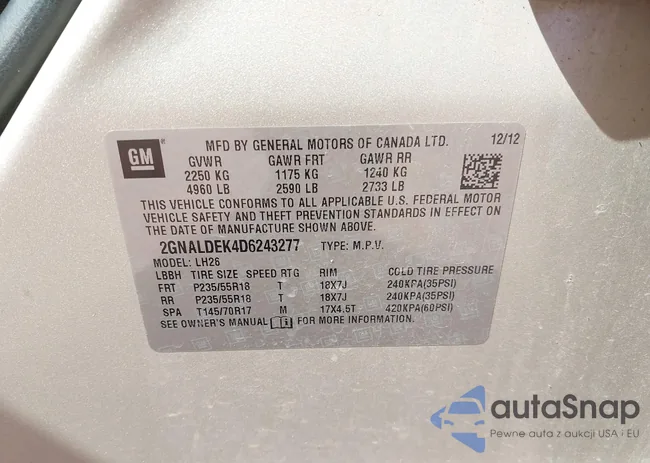 GM
MFD BY GENERAL MOTORS OF CANADA LTD. 12/12
GVWR GAWR FRT GAWR RR
2250 KG 1175 KG 1240 KG
4960 LB 2590 LB 2733 LB
THIS VEHICLE CONFORMS TO ALL APPLICABLE U.S. FEDERAL MOTOR
VEHICLE SAFETY AND THEFT PREVENTION STANDARDS IN EFFECT ON
THE DATE OF MANUFACTURE SHOWN ABOVE.
2GNALDEK4D6243277 TYPE: M.P.V.
MODEL: LH26
LBBH TIRE SIZE SPEED RTG RIM COLD TIRE PRESSURE
FRT P235/55R18 T 18X7J 240KPA(35PSI)
RR P235/55R18 T 18X7J 240KPA(35PSI)
SPA T145/70R17 M 17X4.5T 420KPA(60PSI)
SEE OWNER'S MANUAL FOR MORE INFORMATION.
autoSnap
Pewne auta z aukcji USA i EU